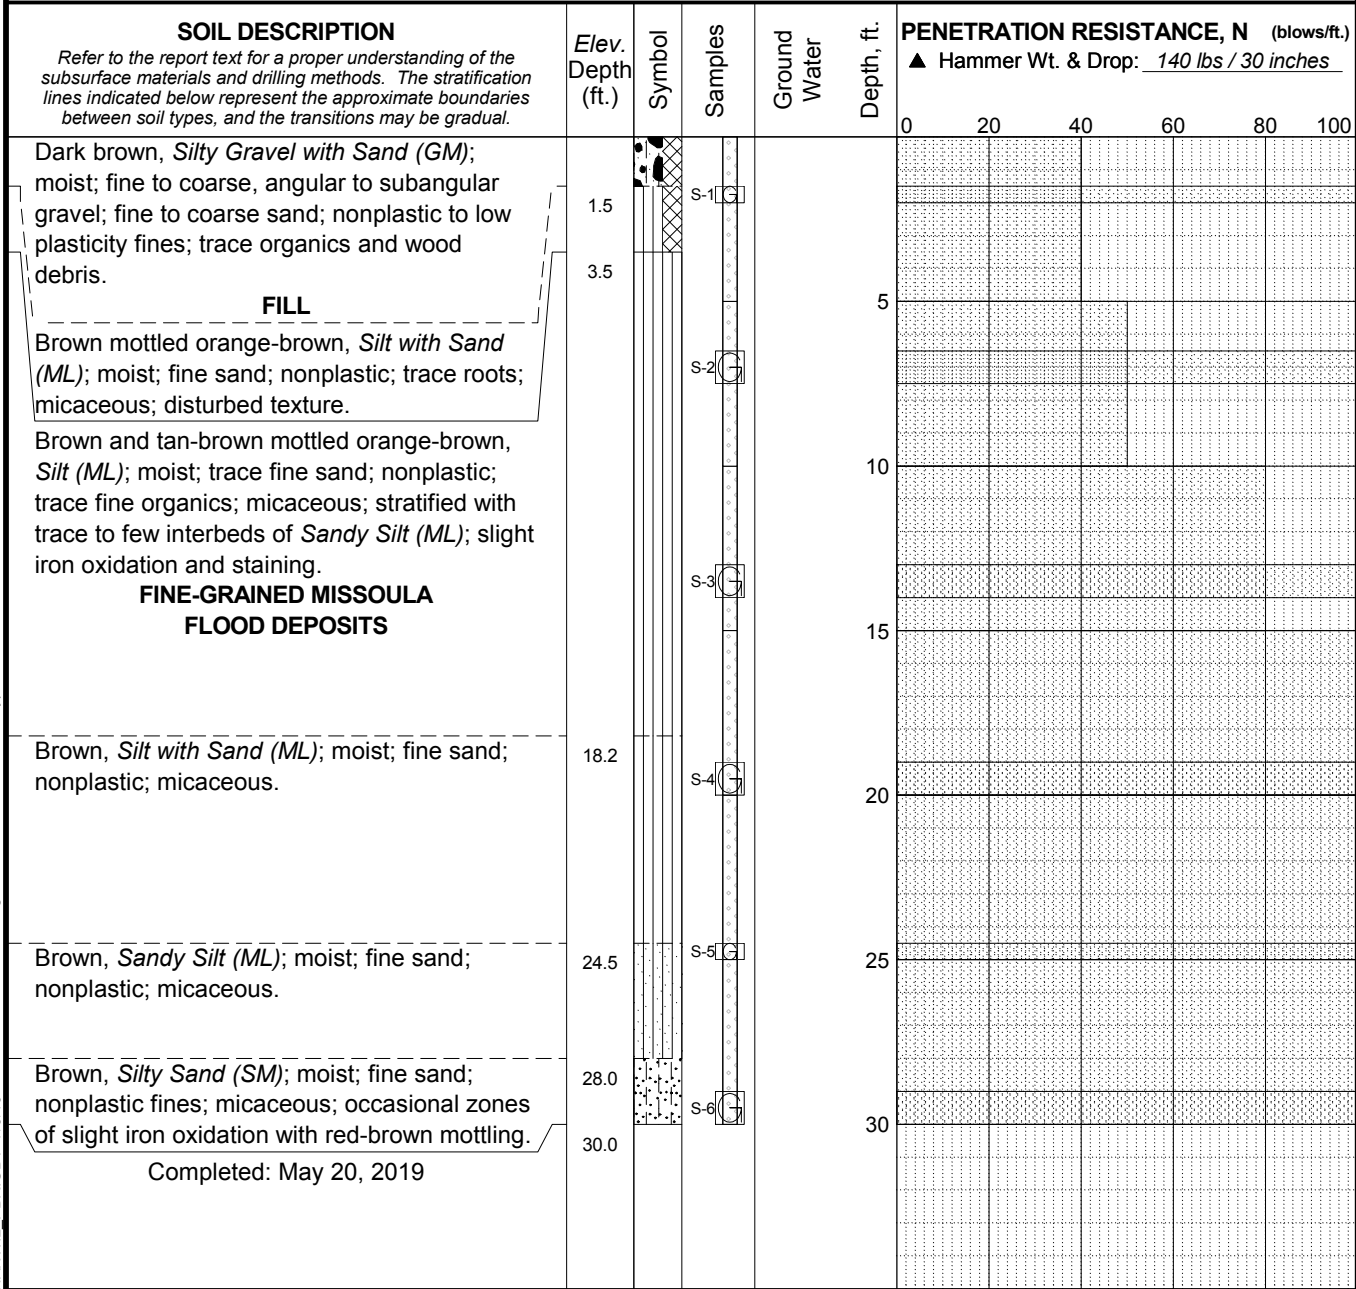 SOIL DESCRIPTION
Refer to the report text for a proper understanding of the
subsurface materials and drilling methods. The stratification
lines indicated below represent the approximate boundaries
between soil types, and the transitions may be gradual.
Elev.
Depth
(ft.)
Symbol
Samples
Ground
Water
Depth, ft.
PENETRATION RESISTANCE, N (blows/ft.)
▲ Hammer Wt. & Drop: 140 lbs / 30 inches
0 20 40 60 80 100
Dark brown, Silty Gravel with Sand (GM);
moist; fine to coarse, angular to subangular
gravel; fine to coarse sand; nonplastic to low
plasticity fines; trace organics and wood
debris.
FILL
1.5
S-1 G
Brown mottled orange-brown, Silt with Sand
(ML); moist; fine sand; nonplastic; trace roots;
micaceous; disturbed texture.
3.5
5
S-2 G
Brown and tan-brown mottled orange-brown,
Silt (ML); moist; trace fine sand; nonplastic;
trace fine organics; micaceous; stratified with
trace to few interbeds of Sandy Silt (ML); slight
iron oxidation and staining.
FINE-GRAINED MISSOULA
FLOOD DEPOSITS
10
S-3 G
15
Brown, Silt with Sand (ML); moist; fine sand;
nonplastic; micaceous.
18.2
S-4 G
20
Brown, Sandy Silt (ML); moist; fine sand;
nonplastic; micaceous.
24.5
S-5 G
25
Brown, Silty Sand (SM); moist; fine sand;
nonplastic fines; micaceous; occasional zones
of slight iron oxidation with red-brown mottling.
28.0
S-6 G
30
30.0
Completed: May 20, 2019